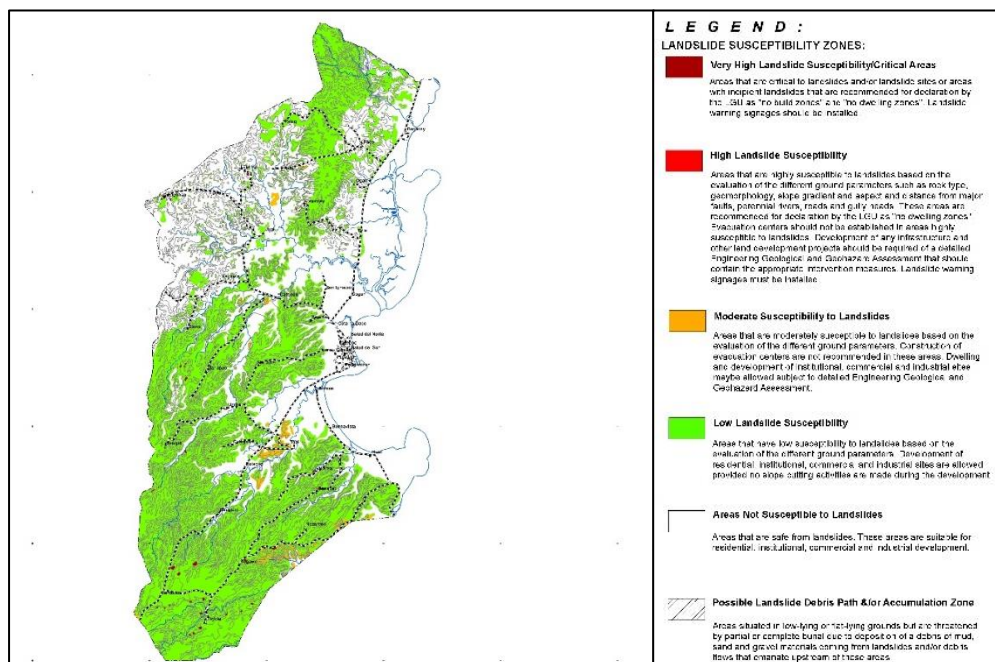 LEGEND:
LANDSLIDE SUSCEPTIBILITY ZONES:
Very High Landslide Susceptibility/Critical Areas
Areas that are critical to landslides and/or landslide sites or areas
with incipient landslides that are recommended for declaration by
the LGU as "no build zones" and "no dwelling zones". Landslide
warning signages should be installed
High Landslide Susceptibility
Areas that are highly susceptible to landslides based on the
evaluation of the different ground parameters such as rock type,
geomorphology, slope gradient and aspect and distance from major
faults, perennial rivers, roads and gully heads. These areas are
recommended for declaration by the LGU as "no dwelling zones".
Evacuation centers should not be established in areas highly
susceptible to landslides. Development of any infrastructure and
other land development projects should be required of a detailed
Engineering Geological and Geohazard Assessment that should
contain the appropriate intervention measures. Landslide warning
signages must be installed
Moderate Susceptibility to Landslides
Areas that are moderately susceptible to landslides based on the
evaluation of the different ground parameters. Construction of
evacuation centers are not recommended in these areas. Dwelling
and development of institutional, commercial and industrial sites
maybe allowed subject to detailed Engineering Geological and
Geohazard Assessment.
Low Landslide Susceptibility
Areas that have low susceptibility to landslides based on the
evaluation of the different ground parameters. Development of
residential, institutional, commercial and industrial sites are allowed
provided no slope cutting activities are made during the development
Areas Not Susceptible to Landslides
Areas that are safe from landslides. These areas are suitable for
residential, institutional, commercial and industrial development.
Possible Landslide Debris Path &/or Accumulation Zone
Areas situated in low-lying or flat-lying grounds but are threatened
by partial or complete burial due to deposition of a debris of mud,
sand and gravel materials coming from landslides and/or debris
flows that emanate upstream of these areas